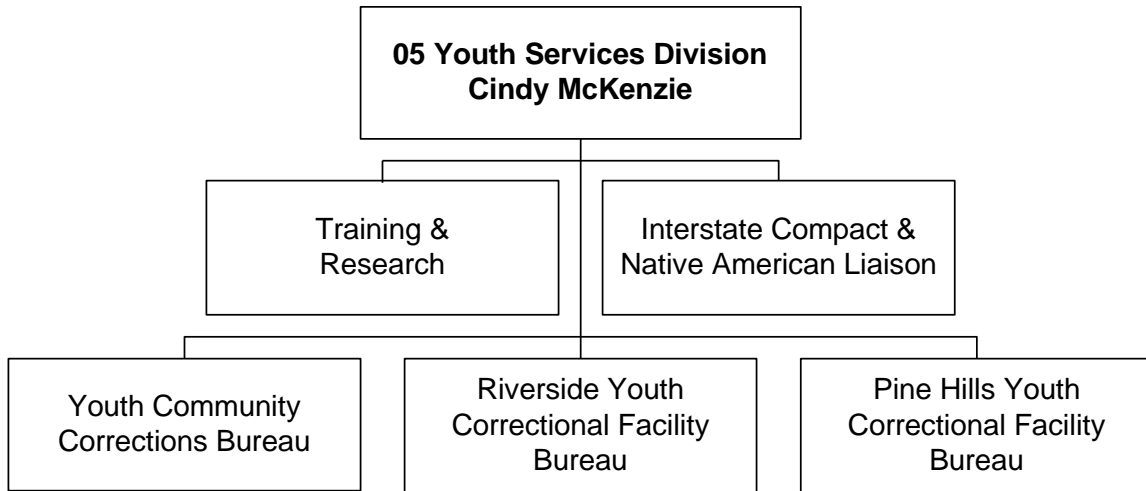 05 Youth Services Division
Cindy McKenzie
Training &
Research
Interstate Compact &
Native American Liaison
Youth Community
Corrections Bureau
Riverside Youth
Correctional Facility
Bureau
Pine Hills Youth
Correctional Facility
Bureau